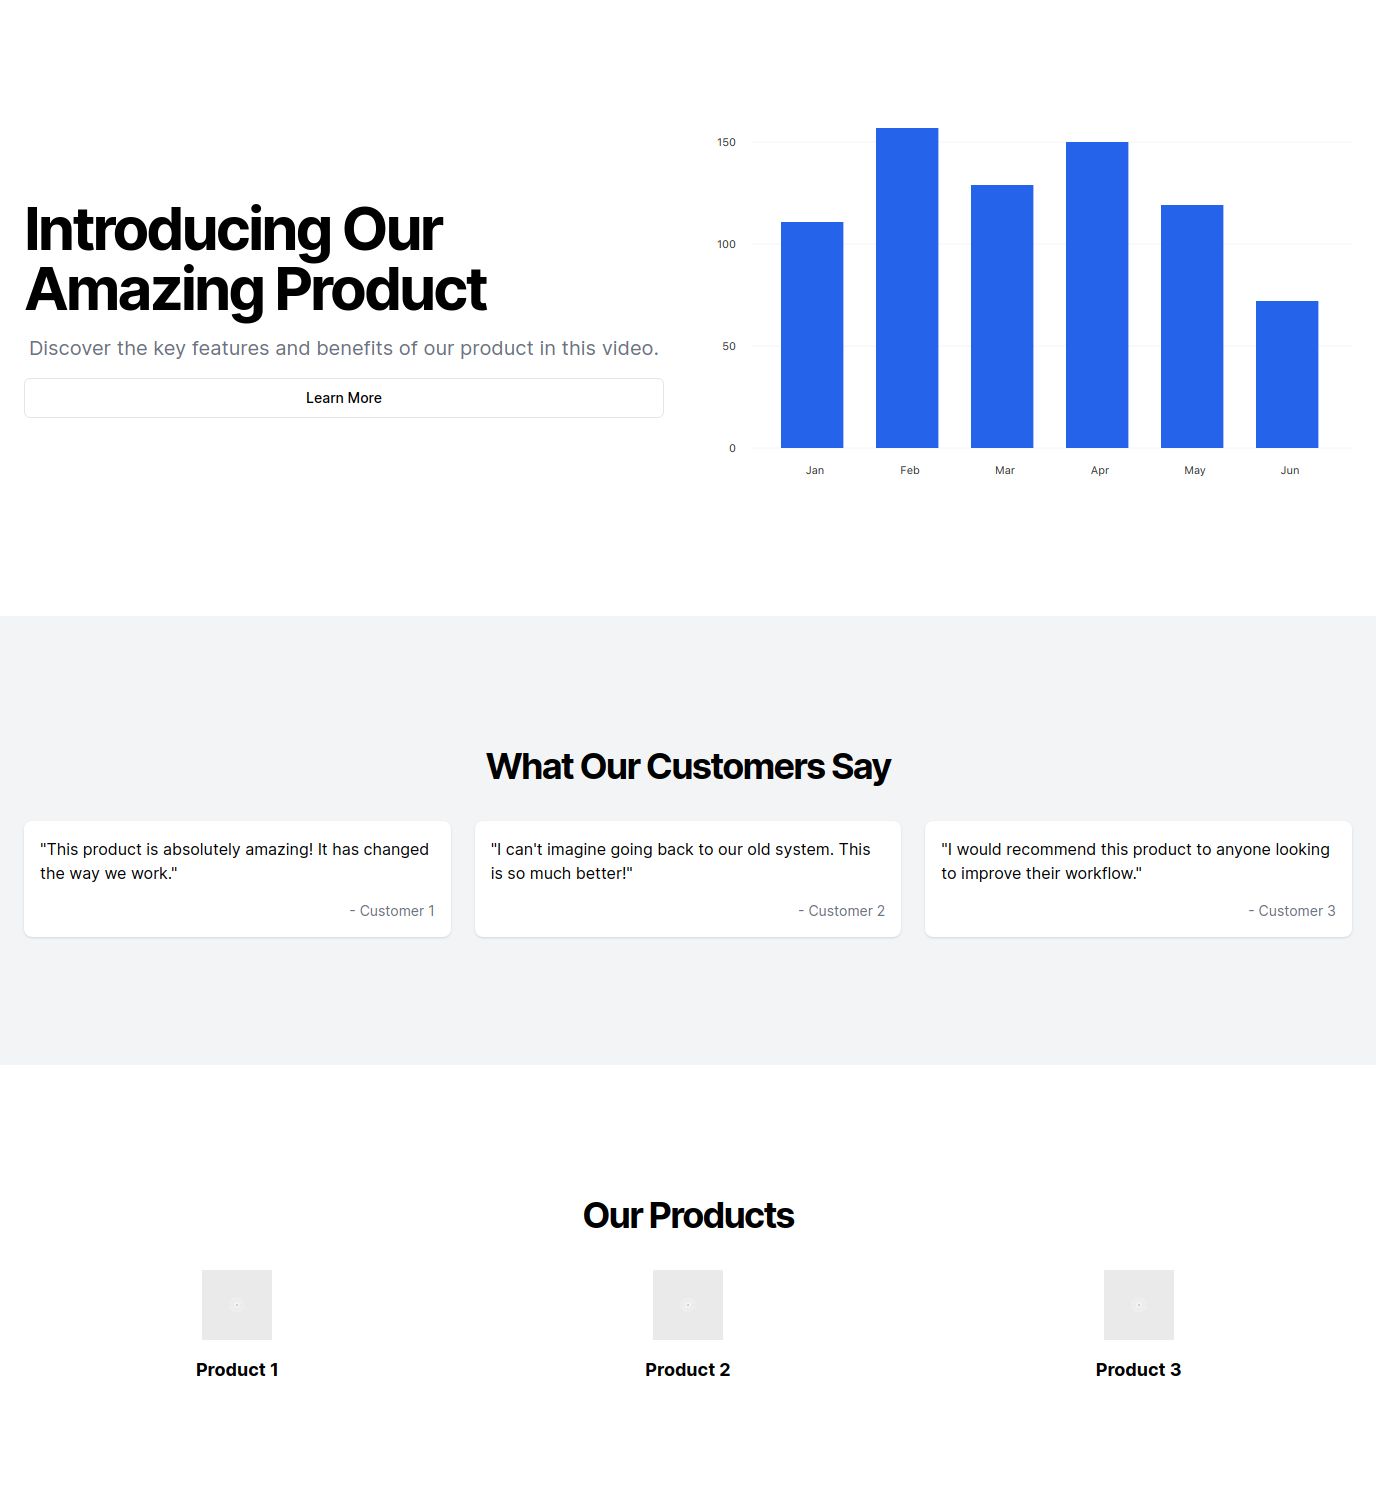 Introducing Our
Amazing Product
Discover the key features and benefits of our product in this video.
Learn More
150
100
50
0
Jan Feb Mar Apr May Jun
What Our Customers Say
"This product is absolutely amazing! It has changed
the way we work."
- Customer 1
"I can't imagine going back to our old system. This
is so much better!"
- Customer 2
"I would recommend this product to anyone looking
to improve their workflow."
- Customer 3
Our Products
Product 1
Product 2
Product 3